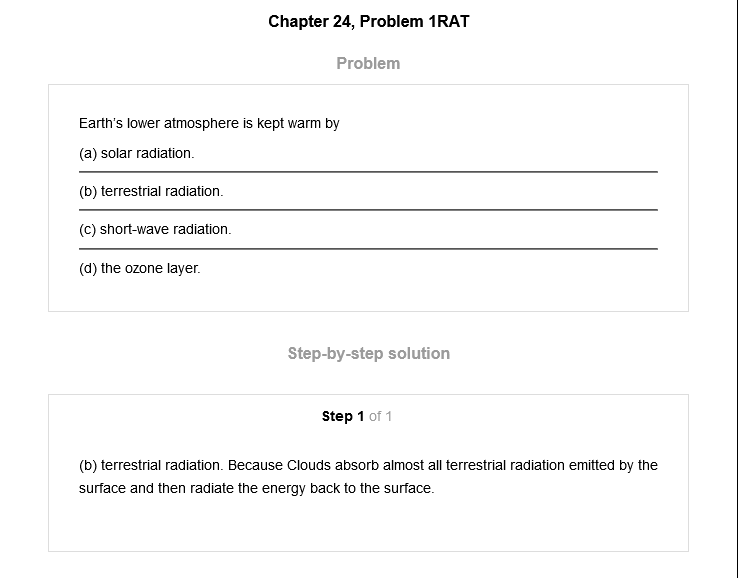 Chapter 24, Problem 1RAT
Problem
Earth's lower atmosphere is kept warm by
(a) solar radiation.
(b) terrestrial radiation.
(c) short-wave radiation.
(d) the ozone layer.
Step-by-step solution
Step 1 of 1
(b) terrestrial radiation. Because Clouds absorb almost all terrestrial radiation emitted by the
surface and then radiate the energy back to the surface.